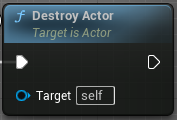 Destroy Actor
Target is Actor
Target self